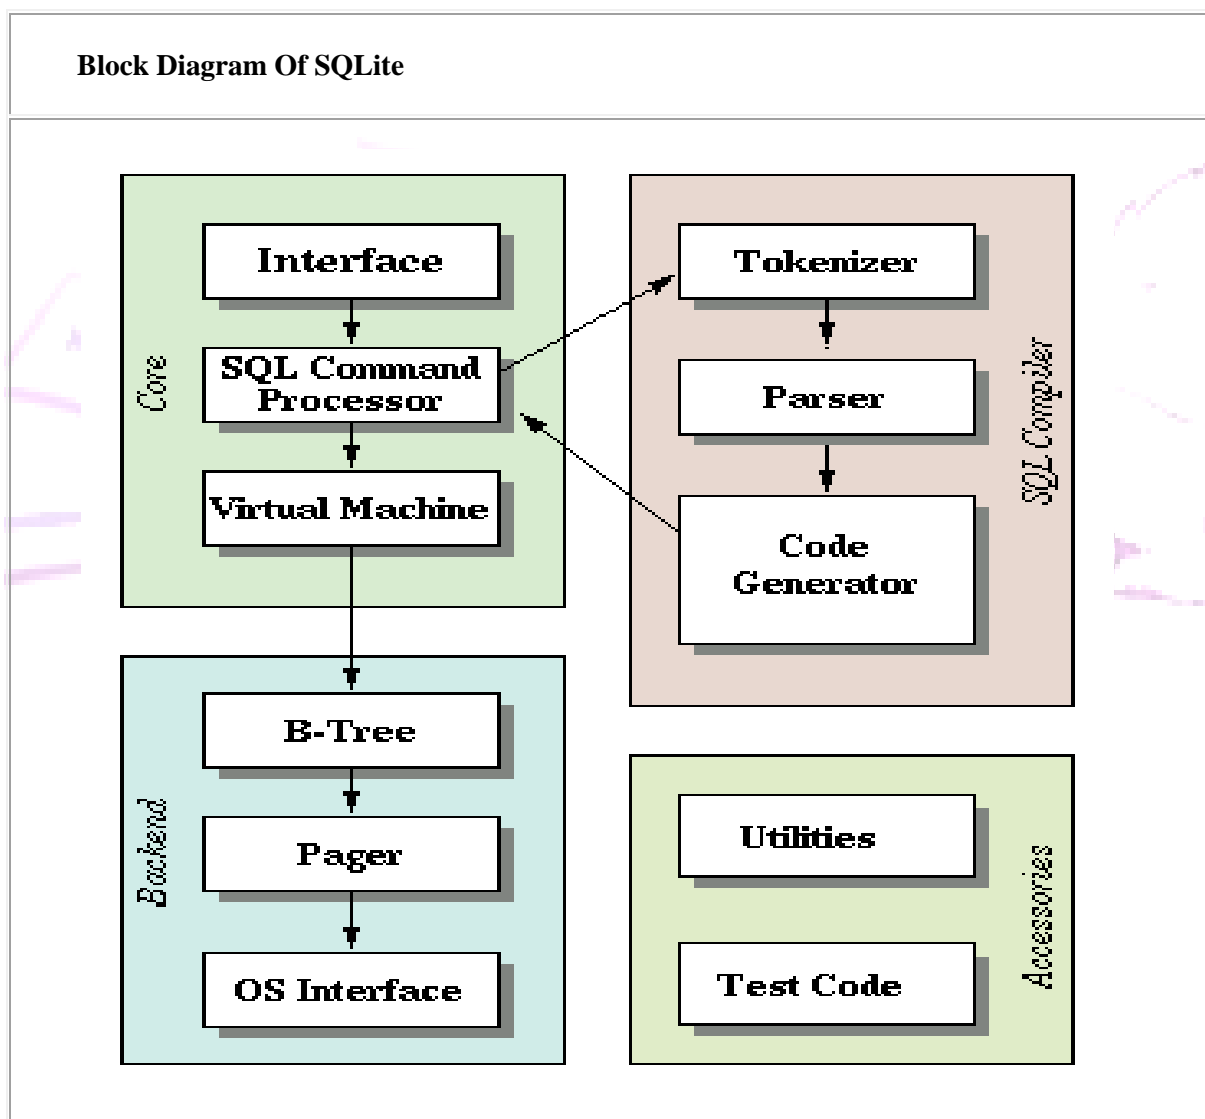 Block Diagram Of SQLite
Core
Interface
SQL Command
Processor
Virtual Machine
SQL Compiler
Tokenizer
Parser
Code
Generator
Backend
B-Tree
Pager
OS Interface
Accessories
Utilities
Test Code